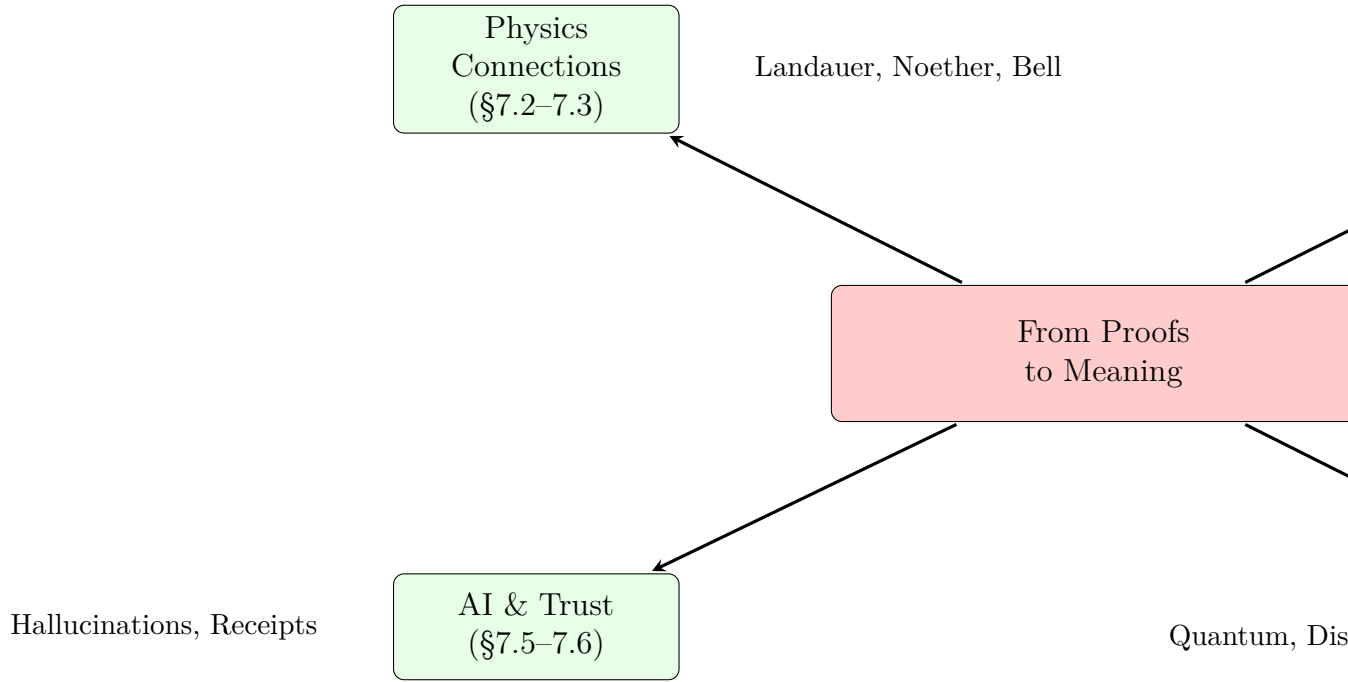 Physics
Connections
(§7.2–7.3)
Landauer, Noether, Bell
From Proofs
to Meaning
AI & Trust
(§7.5–7.6)
Hallucinations, Receipts
Quantum,